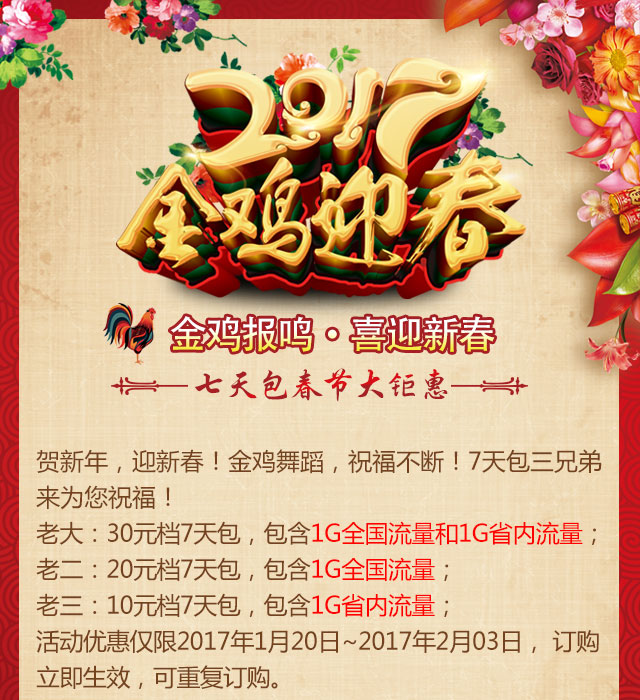 2017
金鸡迎春
金鸡报鸣·喜迎新春
七天包春节大钜惠
贺新年，迎新春！金鸡舞蹈，祝福不断！7天包三兄弟
来为您祝福！
老大：30元档7天包，包含1G全国流量和1G省内流量；
老二：20元档7天包，包含1G全国流量；
老三：10元档7天包，包含1G省内流量；
活动优惠仅限2017年1月20日~2017年2月03日， 订购
立即生效，可重复订购。